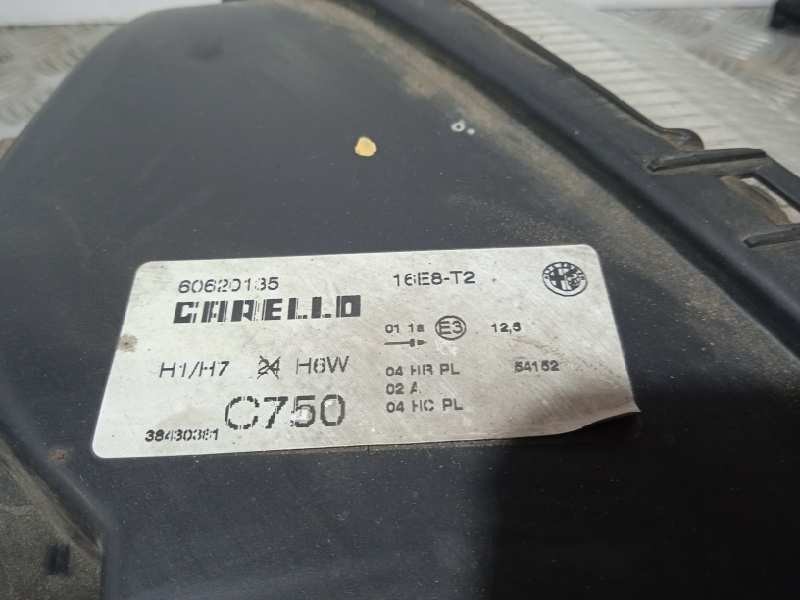 60620135 16E8-T2
CARELLO
01 1a E3 12,5
H1/H7 24 H6W
04 HR PL 54152
02 A
04 HC PL
C750
38430361